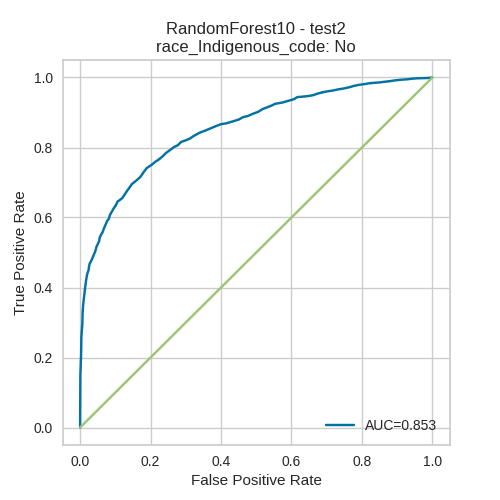 RandomForest10 - test2
race_Indigenous_code: No
True Positive Rate
1.0
0.8
0.6
0.4
0.2
0.0
AUC=0.853
0.0 0.2 0.4 0.6 0.8 1.0
False Positive Rate